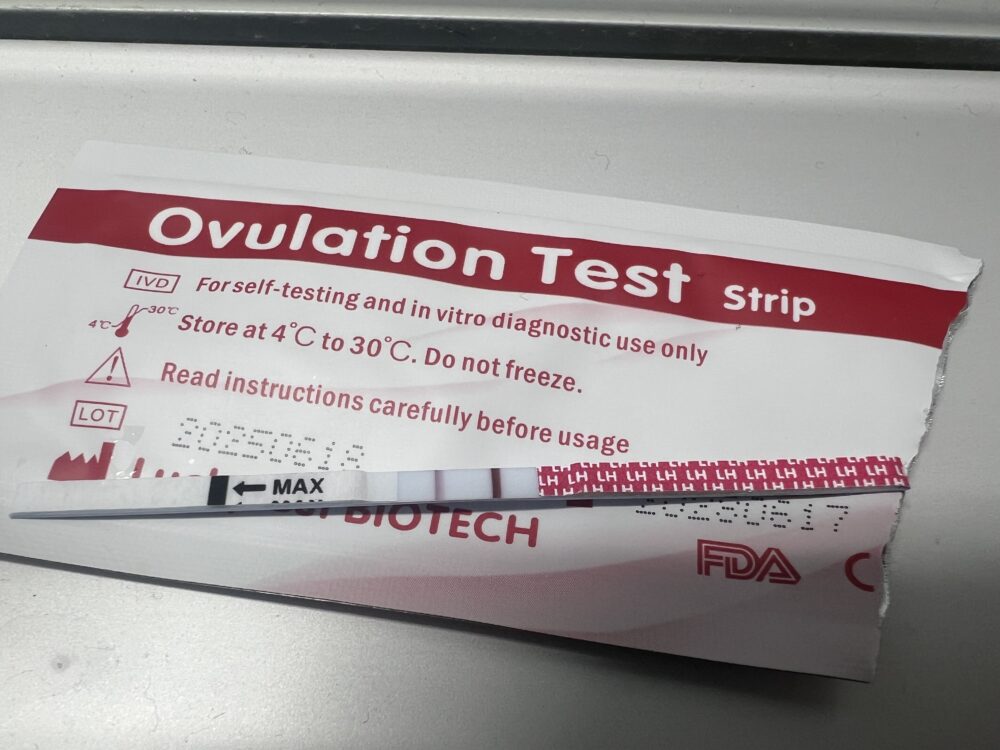 Ovulation Test Strip
IVD For self-testing and in vitro diagnostic use only
4°C 30°C Store at 4°C to 30°C. Do not freeze.
Read instructions carefully before usage
LOT 20250618
MAX
LH LH LH LH LH LH LH LH LH LH
BIOTECH
20280617
FDA